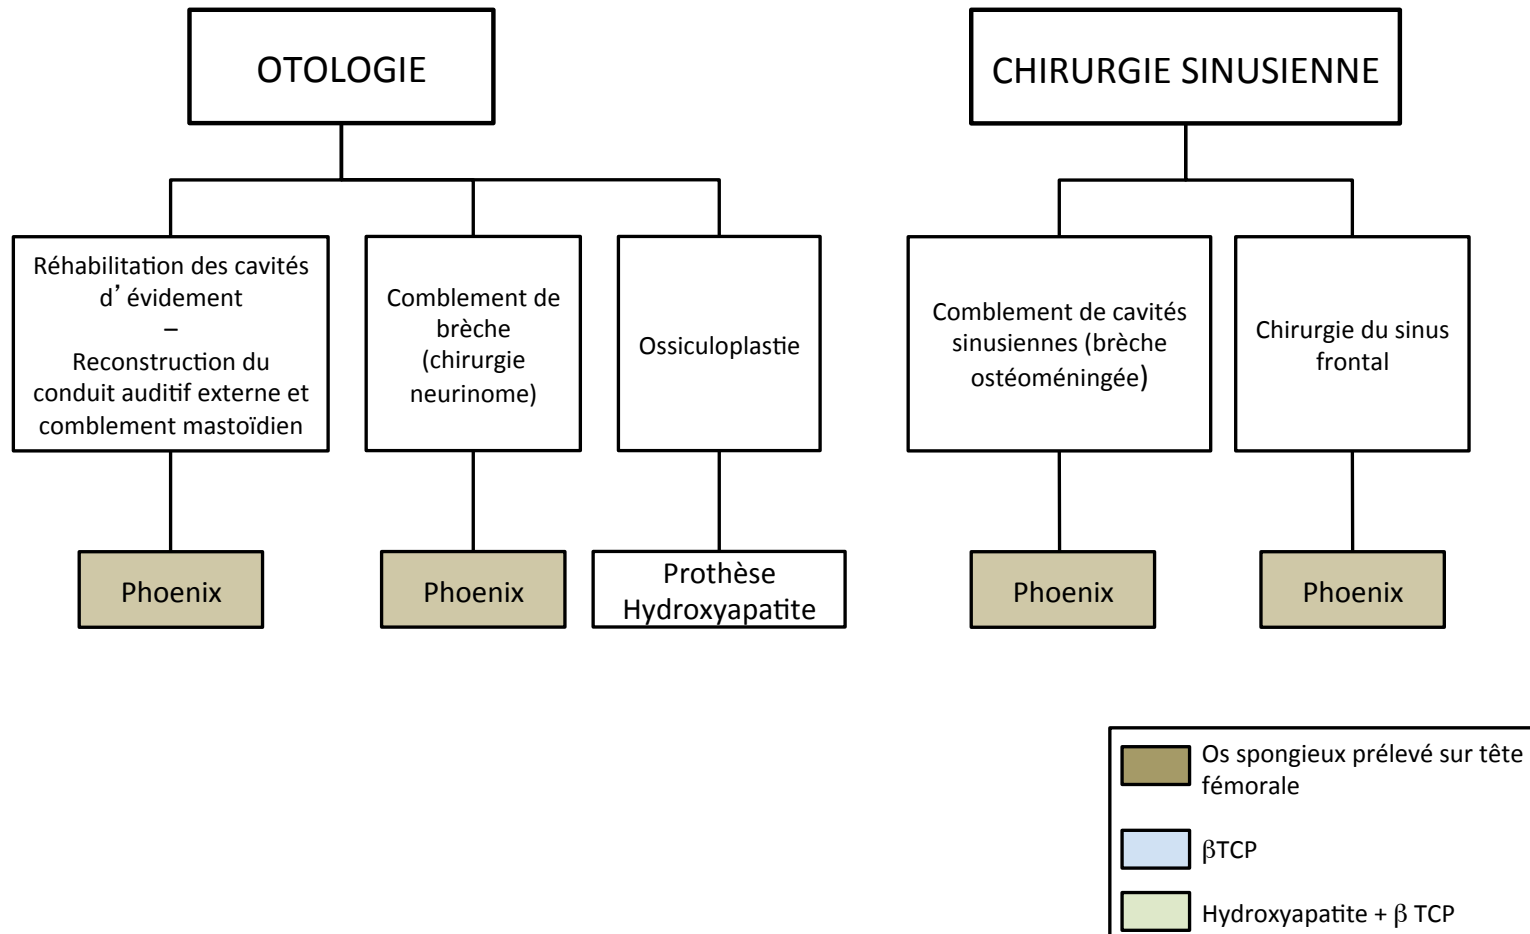 OTOLOGIE
CHIRURGIE SINUSIENNE
Réhabilitation des cavités
d’ évidement
–
Reconstruction du
conduit auditif externe et
comblement mastoïdien
Comblement de
brèche
(chirurgie
neurinome)
Ossiculoplastie
Comblement de cavités
sinusiennes (brèche
ostéoméningée)
Chirurgie du sinus
frontal
Phoenix
Phoenix
Prothèse
Hydroxyapatite
Phoenix
Phoenix
Os spongieux prélevé sur tête
fémorale
βTCP
Hydroxyapatite + β TCP